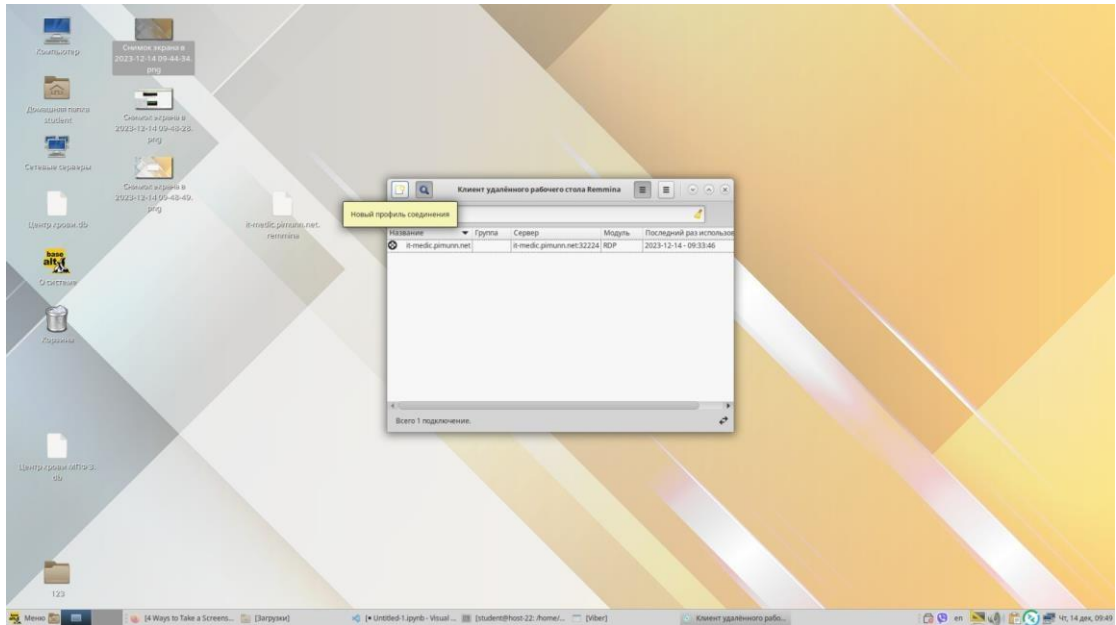 Компьютер
Снимок экрана в
2023-12-14 09-44-34.
png
Домашняя папка
student
Снимок экрана в
2023-12-14 09-48-28.
png
Сетевые серверы
Снимок экрана в
2023-12-14 09-48-49.
png
Центр крови.db
it-medic.pimunn.net.
remmina
base
alt
О системе
Корзина
Центр крови МПФ 2.
db
123
Клиент удалённого рабочего стола Remmina
Новый профиль соединения
Название Группа Сервер Модуль Последний раз использов
it-medic.pimunn.net it-medic.pimunn.net:32224 RDP 2023-12-14 - 09:33:46
Всего 1 подключение.
Меню [4 Ways to Take a Screens... [Загрузки] [● Untitled-1.ipynb - Visual ... [student@host-22: /home/... [Viber] Клиент удалённого рабо... en Чт, 14 дек, 09:49